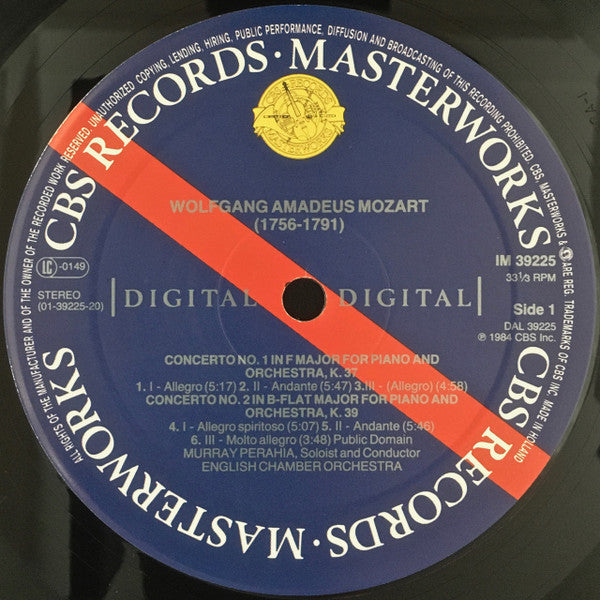 ALL RIGHTS OF THE MANUFACTURER AND OF THE OWNER OF THE RECORDED WORK RESERVED. UNAUTHORIZED COPYING, LENDING, HIRING, PUBLIC PERFORMANCE, DIFFUSION AND BROADCASTING OF THIS RECORDING PROHIBITED. CBS, MASTERWORKS & ARE REG. TRADEMARKS OF CBS INC. MADE IN HOLLAND
CBS RECORDS · MASTERWORKS
CBS RECORDS · MASTERWORKS
WOLFGANG AMADEUS MOZART
(1756-1791)
LC -0149
IM 39225
33⅓ RPM
STEREO
(01-39225-20)
DIGITAL DIGITAL
Side 1
DAL 39225
℗ 1984 CBS Inc.
CONCERTO NO. 1 IN F MAJOR FOR PIANO AND
ORCHESTRA, K. 37
1. I - Allegro (5:17) 2. II - Andante (5:47) 3. III - (Allegro) (4:58)
CONCERTO NO. 2 IN B-FLAT MAJOR FOR PIANO AND
ORCHESTRA, K. 39
4. I - Allegro spiritoso (5:07) 5. II - Andante (5:46)
6. III - Molto allegro (3:48) Public Domain
MURRAY PERAHIA, Soloist and Conductor
ENGLISH CHAMBER ORCHESTRA